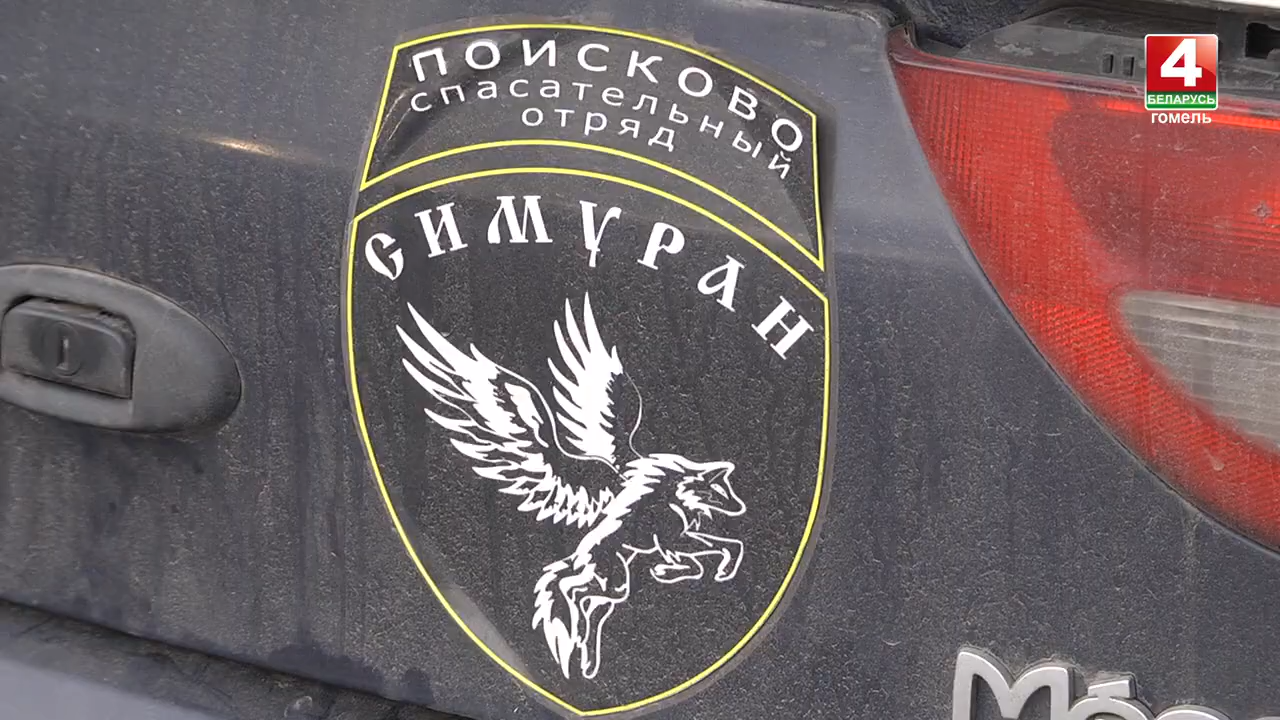 ПОИСКОВО
спасательный
отряд
СИМУРАН
4
БЕЛАРУСЬ
гомель